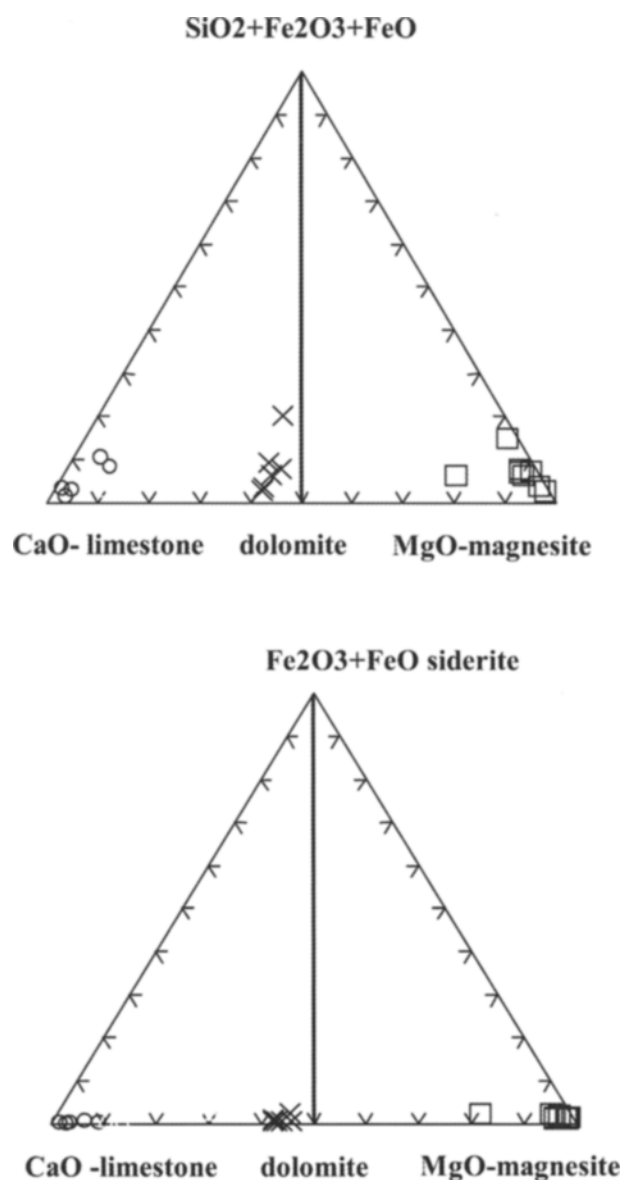 SiO2+Fe2O3+FeO
CaO- limestone dolomite MgO-magnesite
Fe2O3+FeO siderite
CaO -limestone dolomite MgO-magnesite